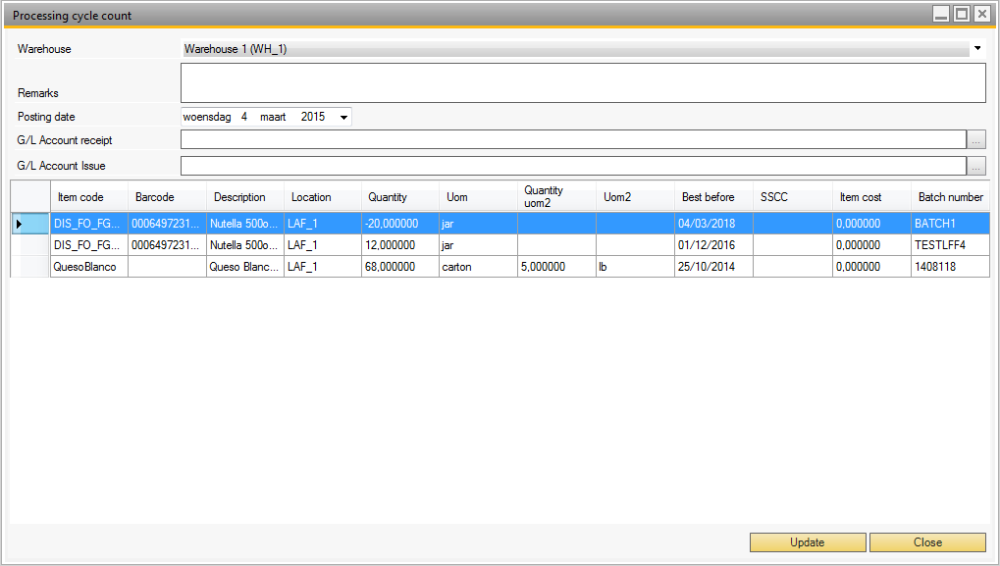 Processing cycle count
Warehouse Warehouse 1 (WH_1)
Remarks
Posting date woensdag 4 maart 2015
G/L Account receipt ...
G/L Account Issue ...
Item code Barcode Description Location Quantity Uom Quantity uom2 Uom2 Best before SSCC Item cost Batch number
DIS_FO_FG... 0006497231... Nutella 500o... LAF_1 -20,000000 jar 04/03/2018 0,000000 BATCH1
DIS_FO_FG... 0006497231... Nutella 500o... LAF_1 12,000000 jar 01/12/2016 0,000000 TESTLFF4
QuesoBlanco Queso Blanc... LAF_1 68,000000 carton 5,000000 lb 25/10/2014 0,000000 1408118
Update Close